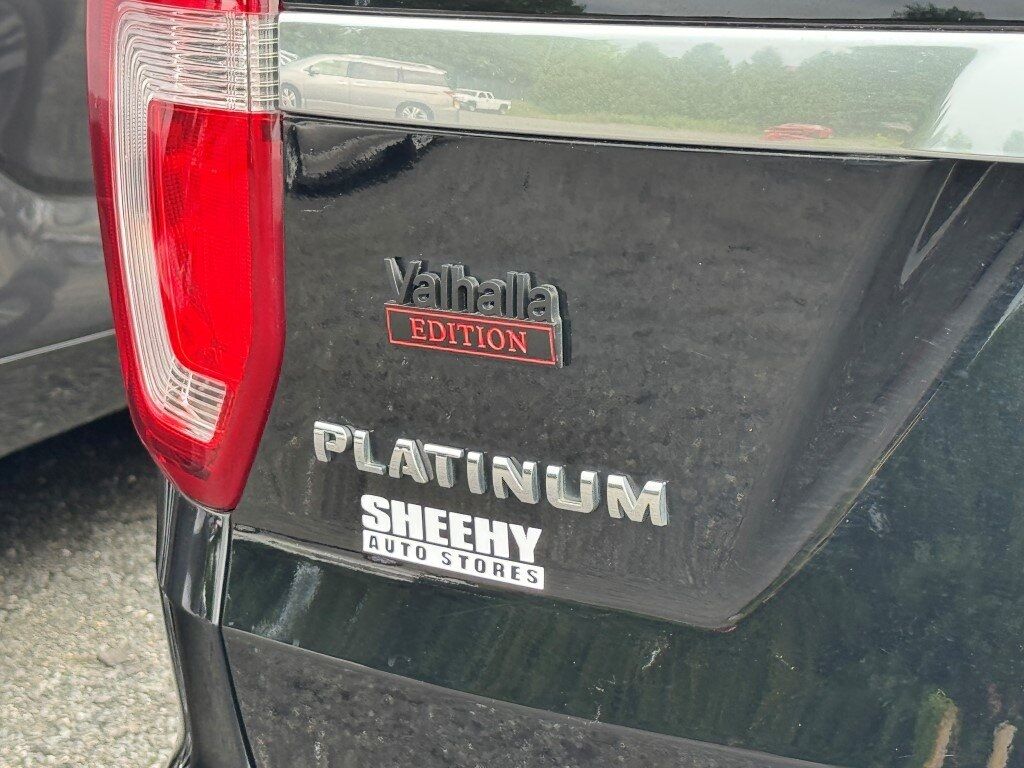 Valhalla
EDITION
PLATINUM
SHEEHY
AUTO STORES